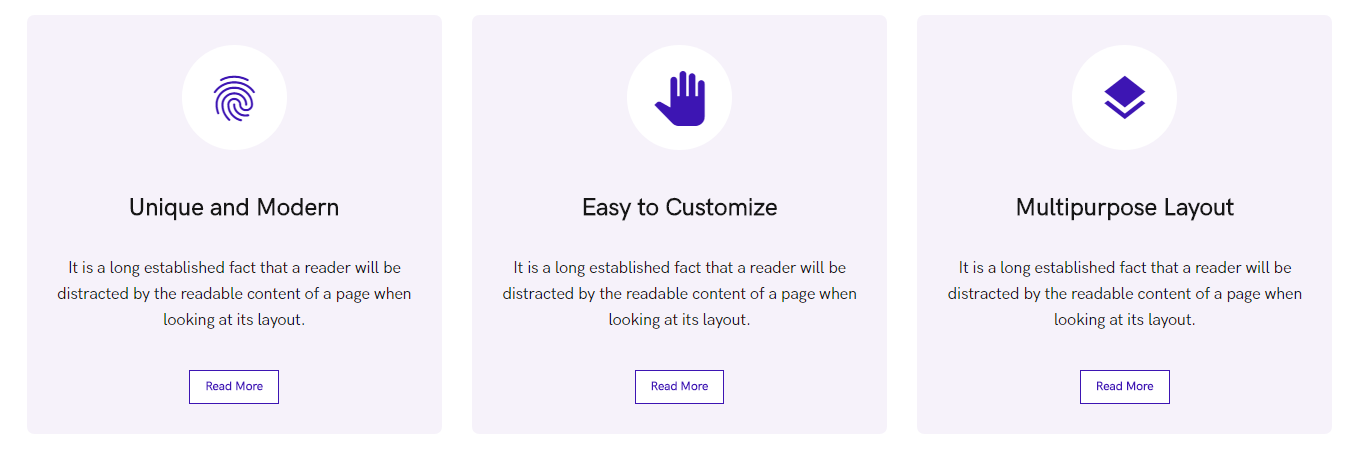 Unique and Modern
It is a long established fact that a reader will be
distracted by the readable content of a page when
looking at its layout.
Read More
Easy to Customize
It is a long established fact that a reader will be
distracted by the readable content of a page when
looking at its layout.
Read More
Multipurpose Layout
It is a long established fact that a reader will be
distracted by the readable content of a page when
looking at its layout.
Read More